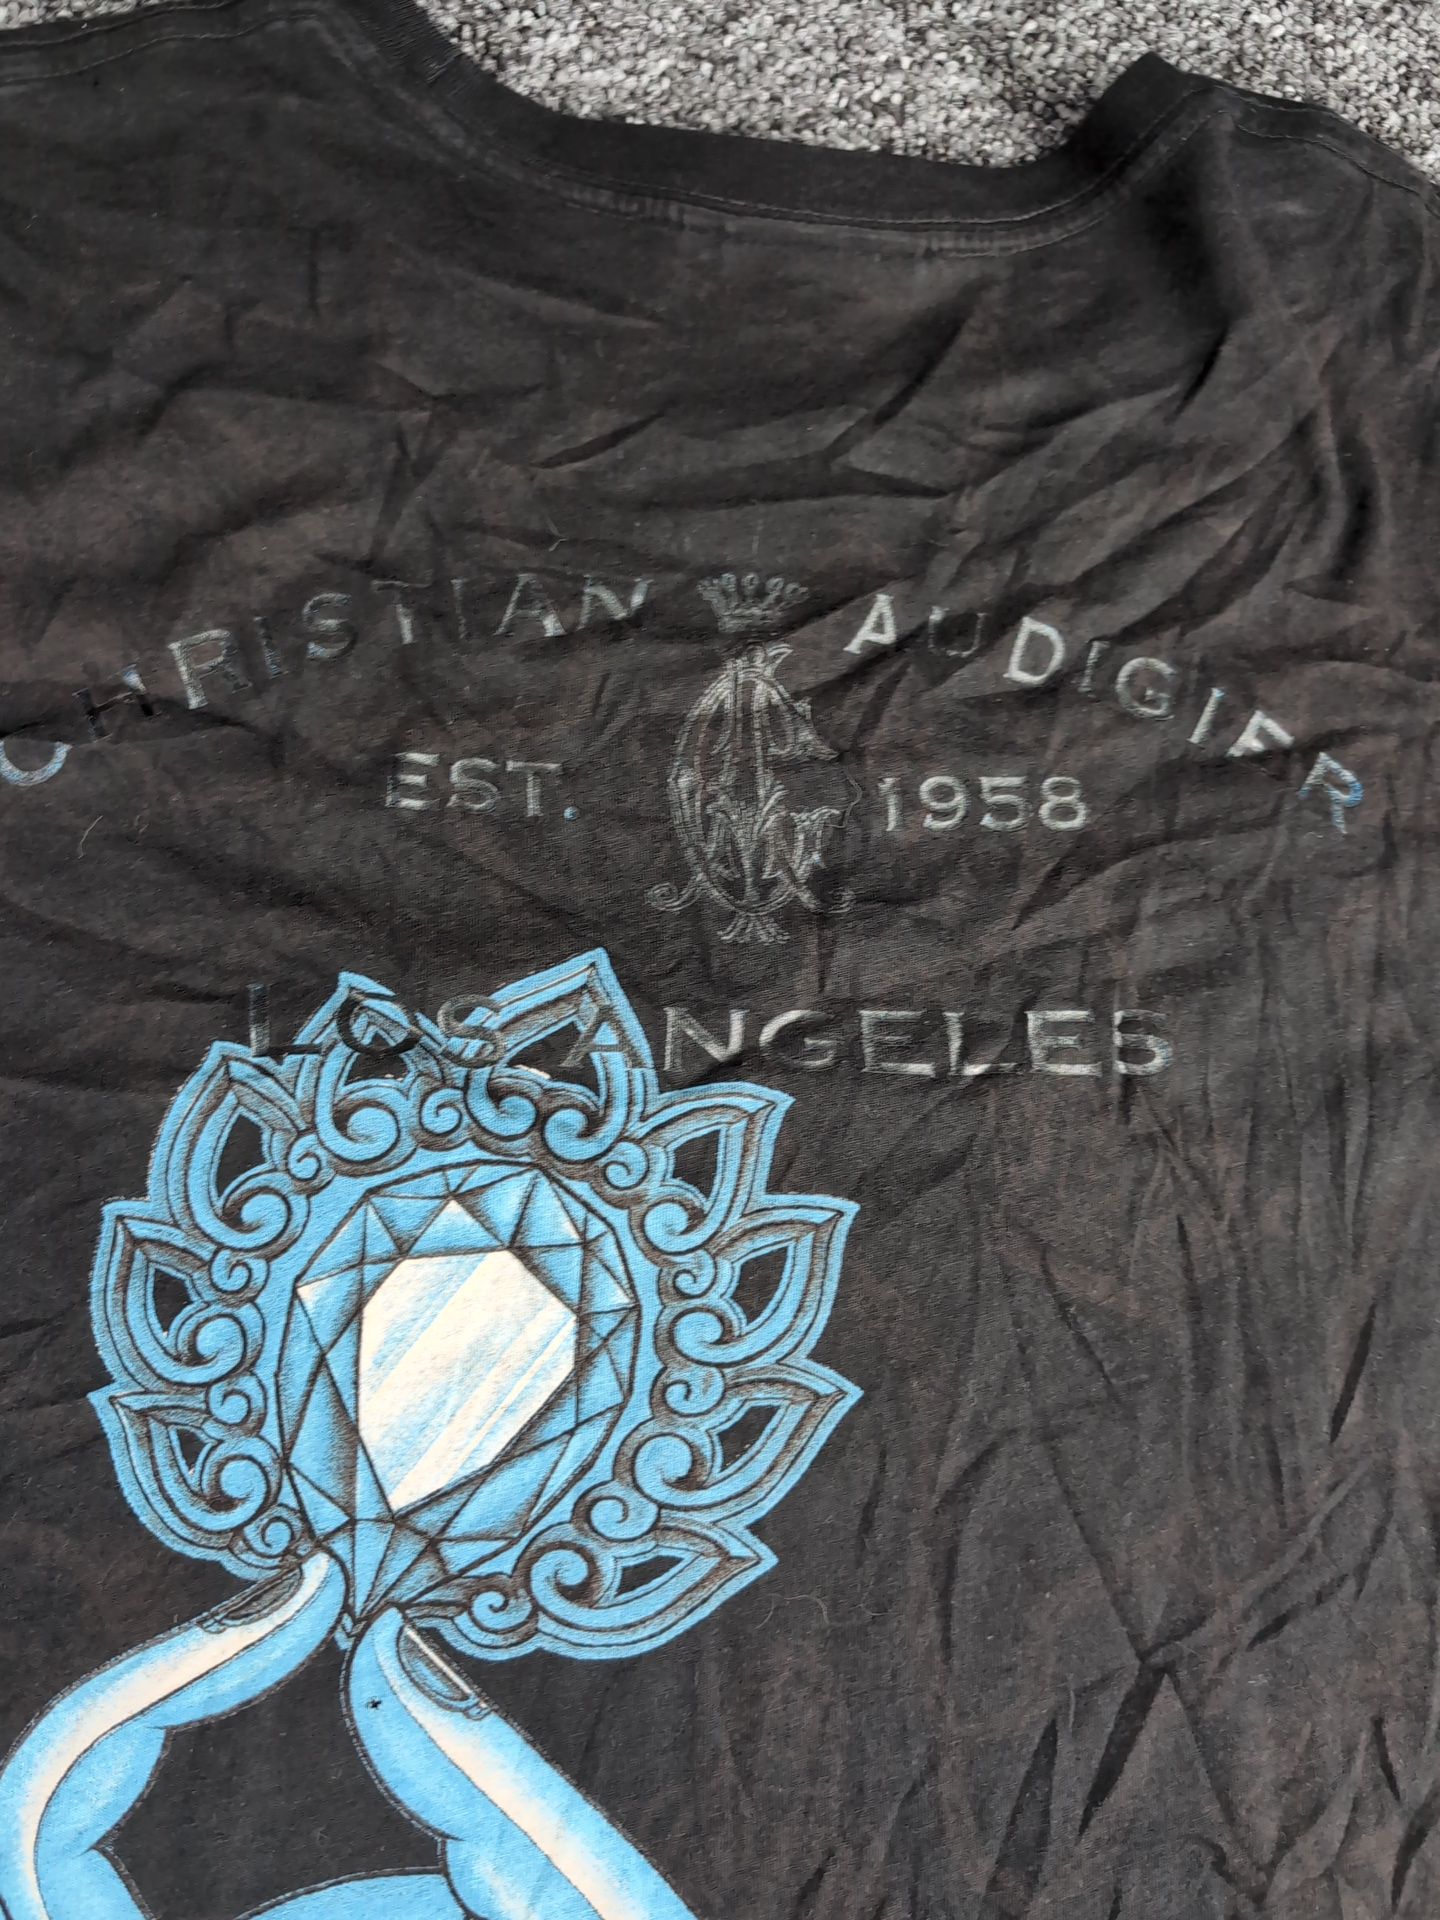 CHRISTIAN AUDIGIER
EST. 1958
LOS ANGELES